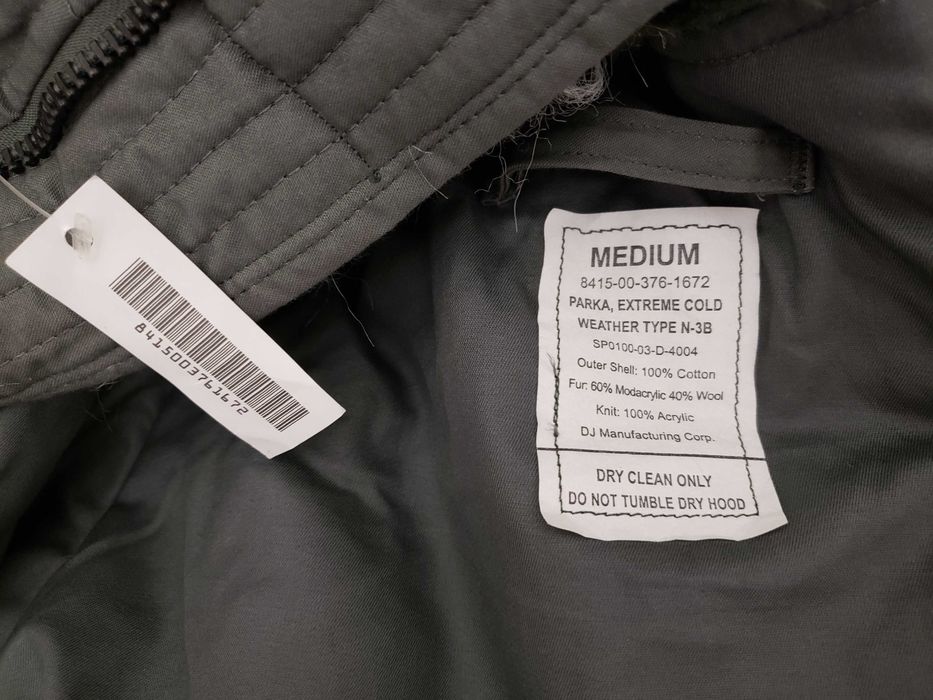 8415003761672
MEDIUM
8415-00-376-1672
PARKA, EXTREME COLD
WEATHER TYPE N-3B
SP0100-03-D-4004
Outer Shell: 100% Cotton
Fur: 60% Modacrylic 40% Wool
Knit: 100% Acrylic
DJ Manufacturing Corp.
DRY CLEAN ONLY
DO NOT TUMBLE DRY HOOD